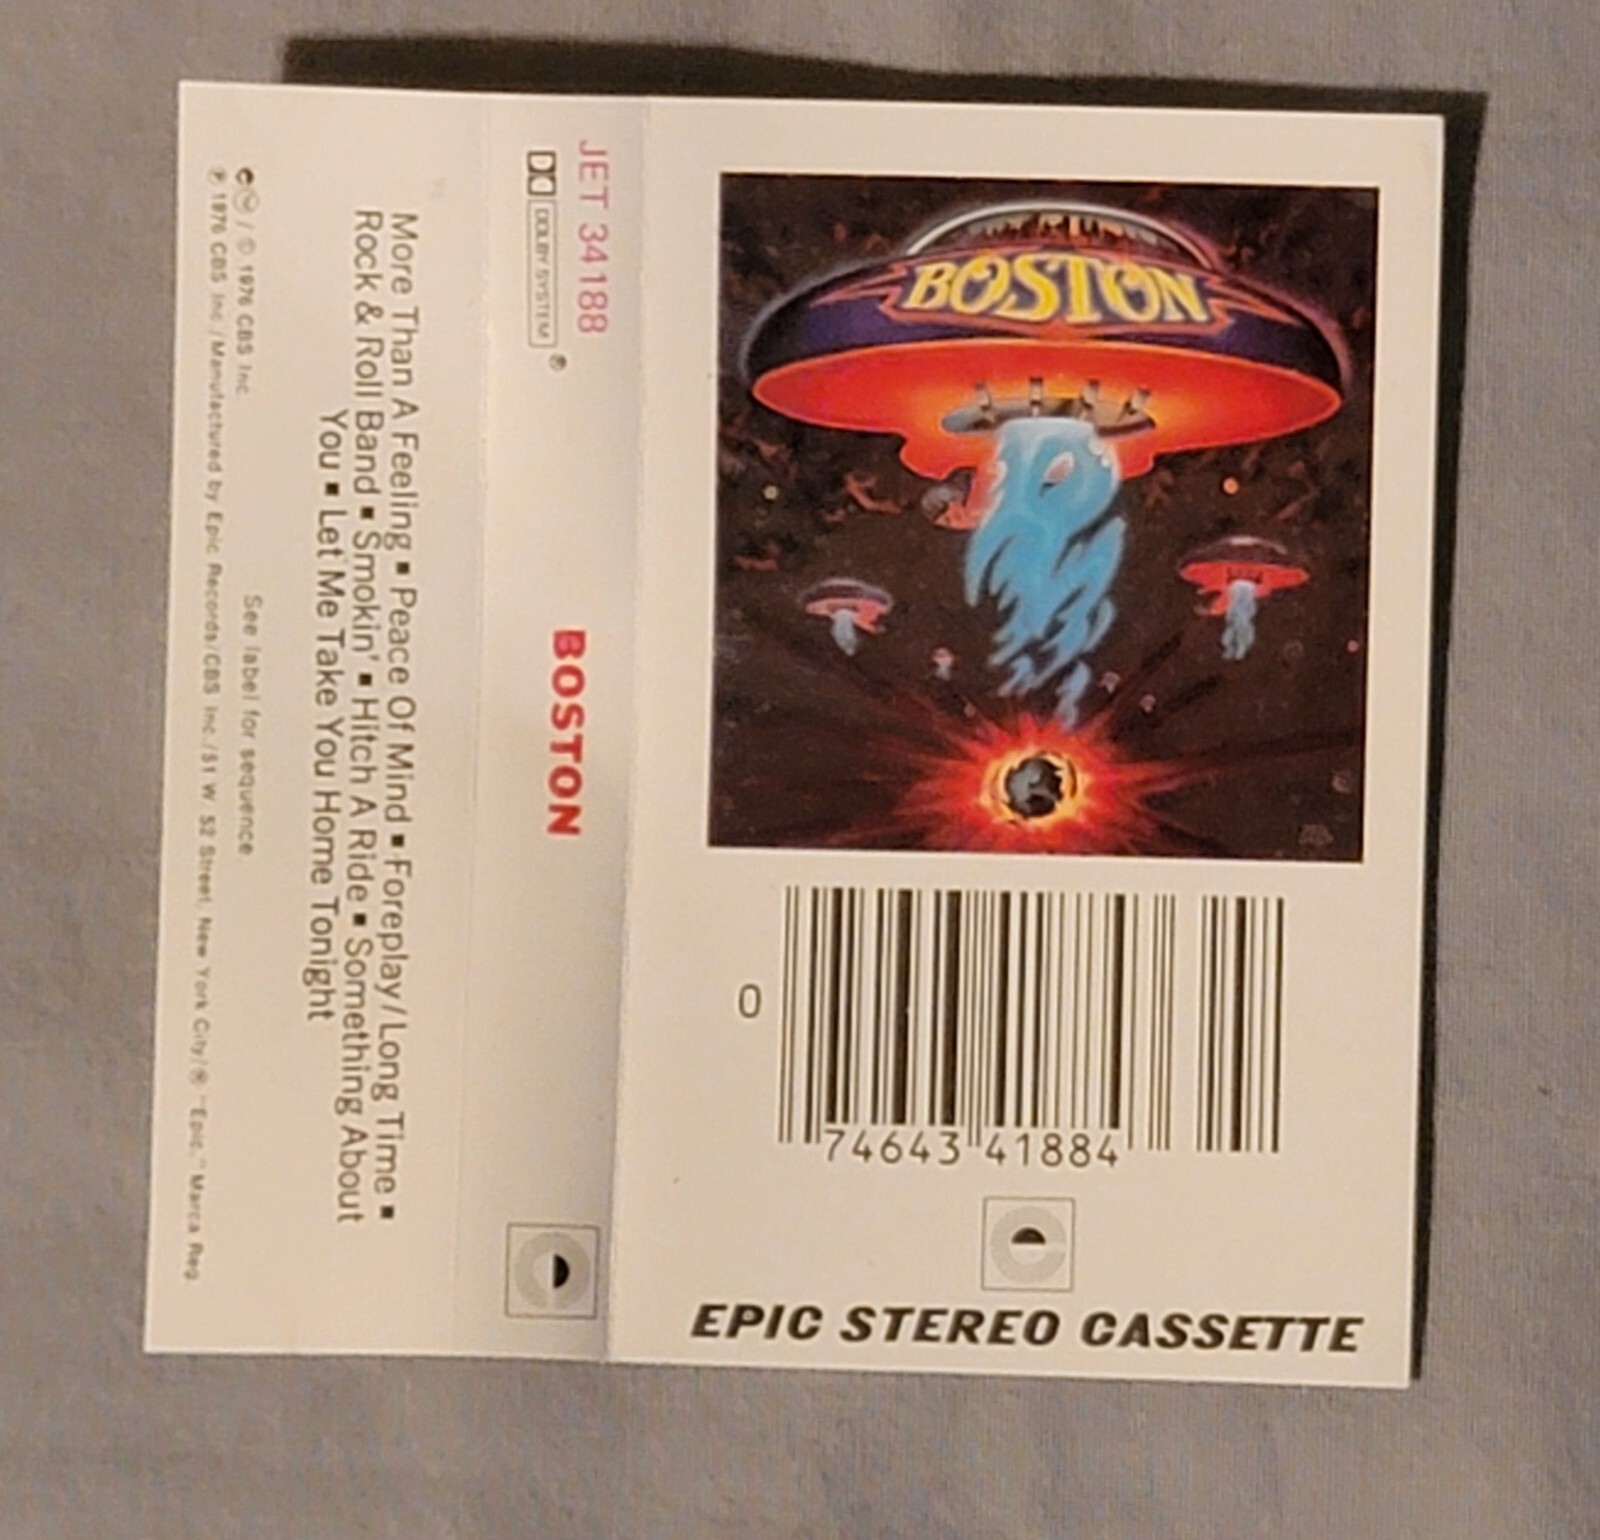 BOSTON
0
74643 41884
EPIC STEREO CASSETTE
JET 34188
DOLBY SYSTEM ®
BOSTON
More Than A Feeling ■ Peace Of Mind ■ Foreplay/Long Time ■
Rock & Roll Band ■ Smokin' ■ Hitch A Ride ■ Something About
You ■ Let Me Take You Home Tonight
See label for sequence
/ © 1976 CBS Inc.
℗ 1976 CBS Inc./Manufactured by Epic Records/CBS Inc./51 W. 52 Street, New York City/® "Epic," Marca Reg.